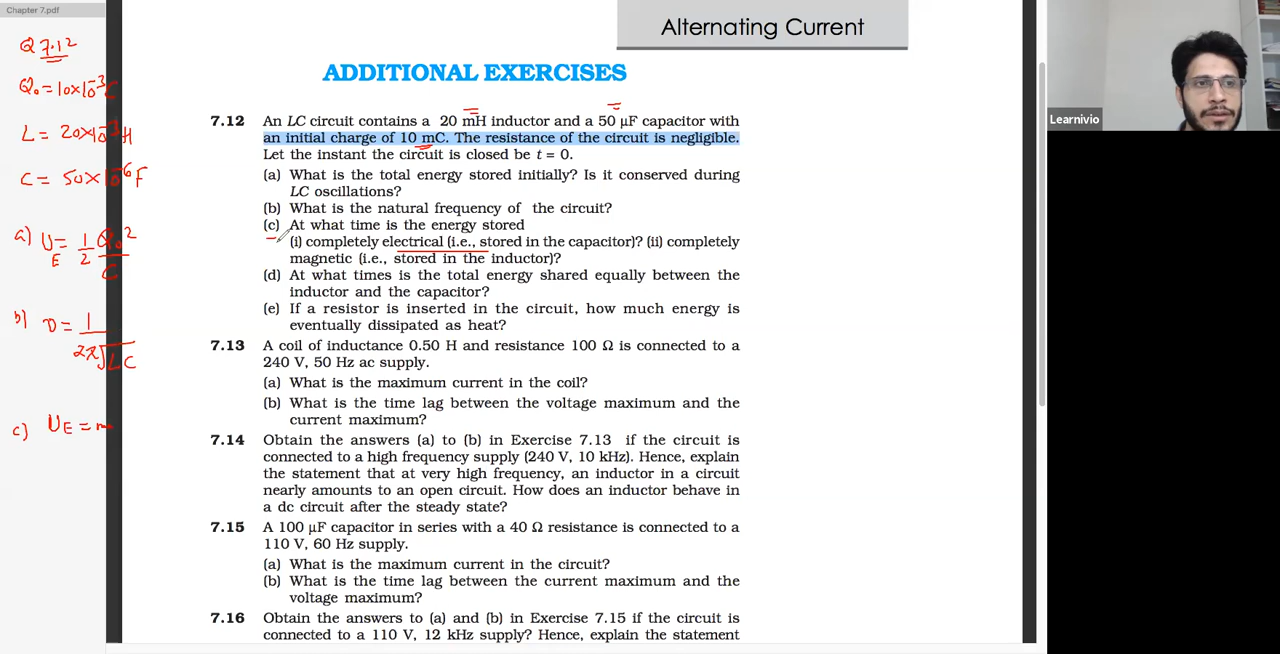 Chapter 7.pdf
Alternating Current
Q 7.12
Q₀ = 10×10⁻³ C
L = 20×10⁻³ H
C = 50×10⁻⁶ F
a) U_E = 1/2 Q₀²/C
b) υ = 1/2π√LC
c) U_E = m
ADDITIONAL EXERCISES
7.12 An LC circuit contains a 20 mH inductor and a 50 μF capacitor with
an initial charge of 10 mC. The resistance of the circuit is negligible.
Let the instant the circuit is closed be t = 0.
(a) What is the total energy stored initially? Is it conserved during
LC oscillations?
(b) What is the natural frequency of the circuit?
(c) At what time is the energy stored
(i) completely electrical (i.e., stored in the capacitor)? (ii) completely
magnetic (i.e., stored in the inductor)?
(d) At what times is the total energy shared equally between the
inductor and the capacitor?
(e) If a resistor is inserted in the circuit, how much energy is
eventually dissipated as heat?
7.13 A coil of inductance 0.50 H and resistance 100 Ω is connected to a
240 V, 50 Hz ac supply.
(a) What is the maximum current in the coil?
(b) What is the time lag between the voltage maximum and the
current maximum?
7.14 Obtain the answers (a) to (b) in Exercise 7.13 if the circuit is
connected to a high frequency supply (240 V, 10 kHz). Hence, explain
the statement that at very high frequency, an inductor in a circuit
nearly amounts to an open circuit. How does an inductor behave in
a dc circuit after the steady state?
7.15 A 100 μF capacitor in series with a 40 Ω resistance is connected to a
110 V, 60 Hz supply.
(a) What is the maximum current in the circuit?
(b) What is the time lag between the current maximum and the
voltage maximum?
7.16 Obtain the answers to (a) and (b) in Exercise 7.15 if the circuit is
connected to a 110 V, 12 kHz supply? Hence, explain the statement
Learnivio